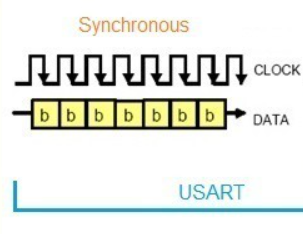 Synchronous
CLOCK
b b b b b b b
DATA
USART